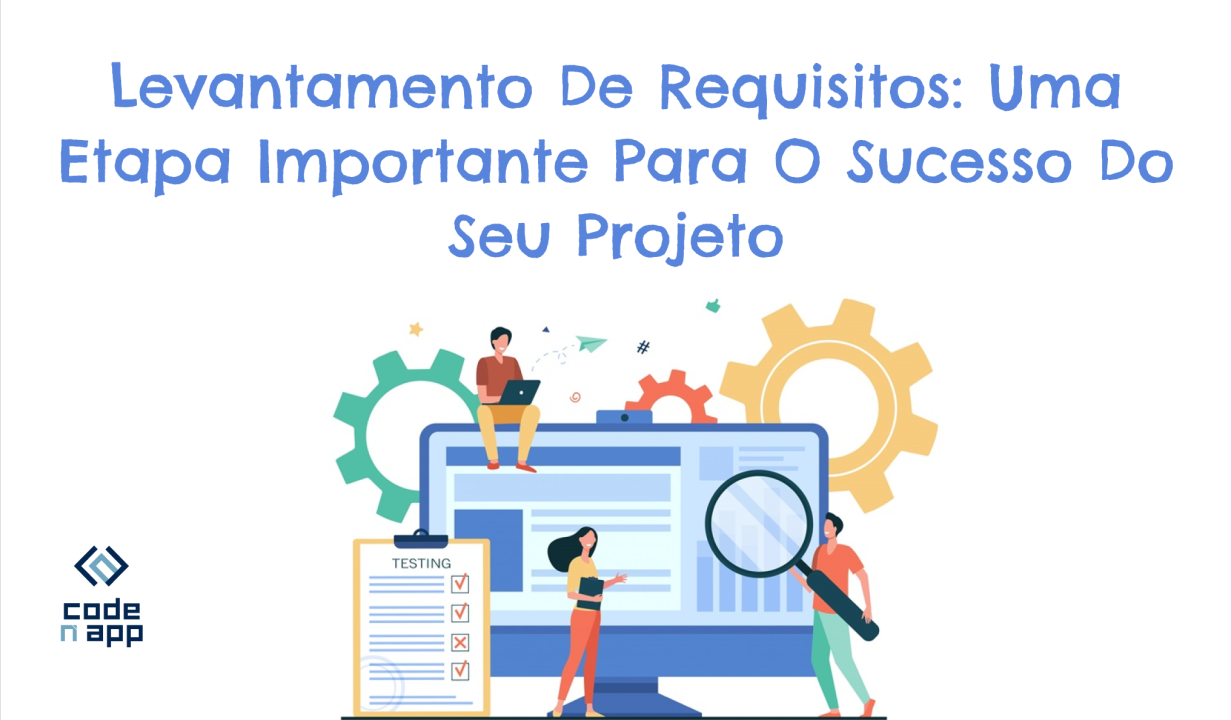 Levantamento De Requisitos: Uma
Etapa Importante Para O Sucesso Do
Seu Projeto
#
TESTING
code
n app